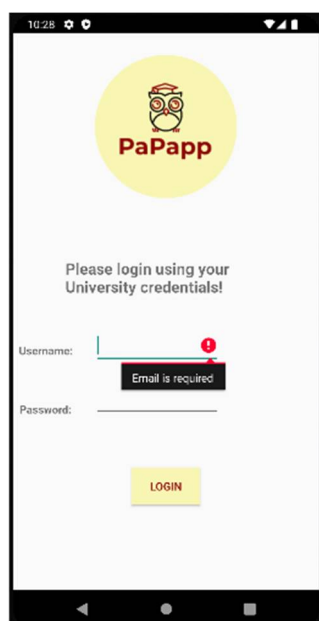 10:28
PaPapp
Please login using your
University credentials!
Username:
Email is required
Password:
LOGIN